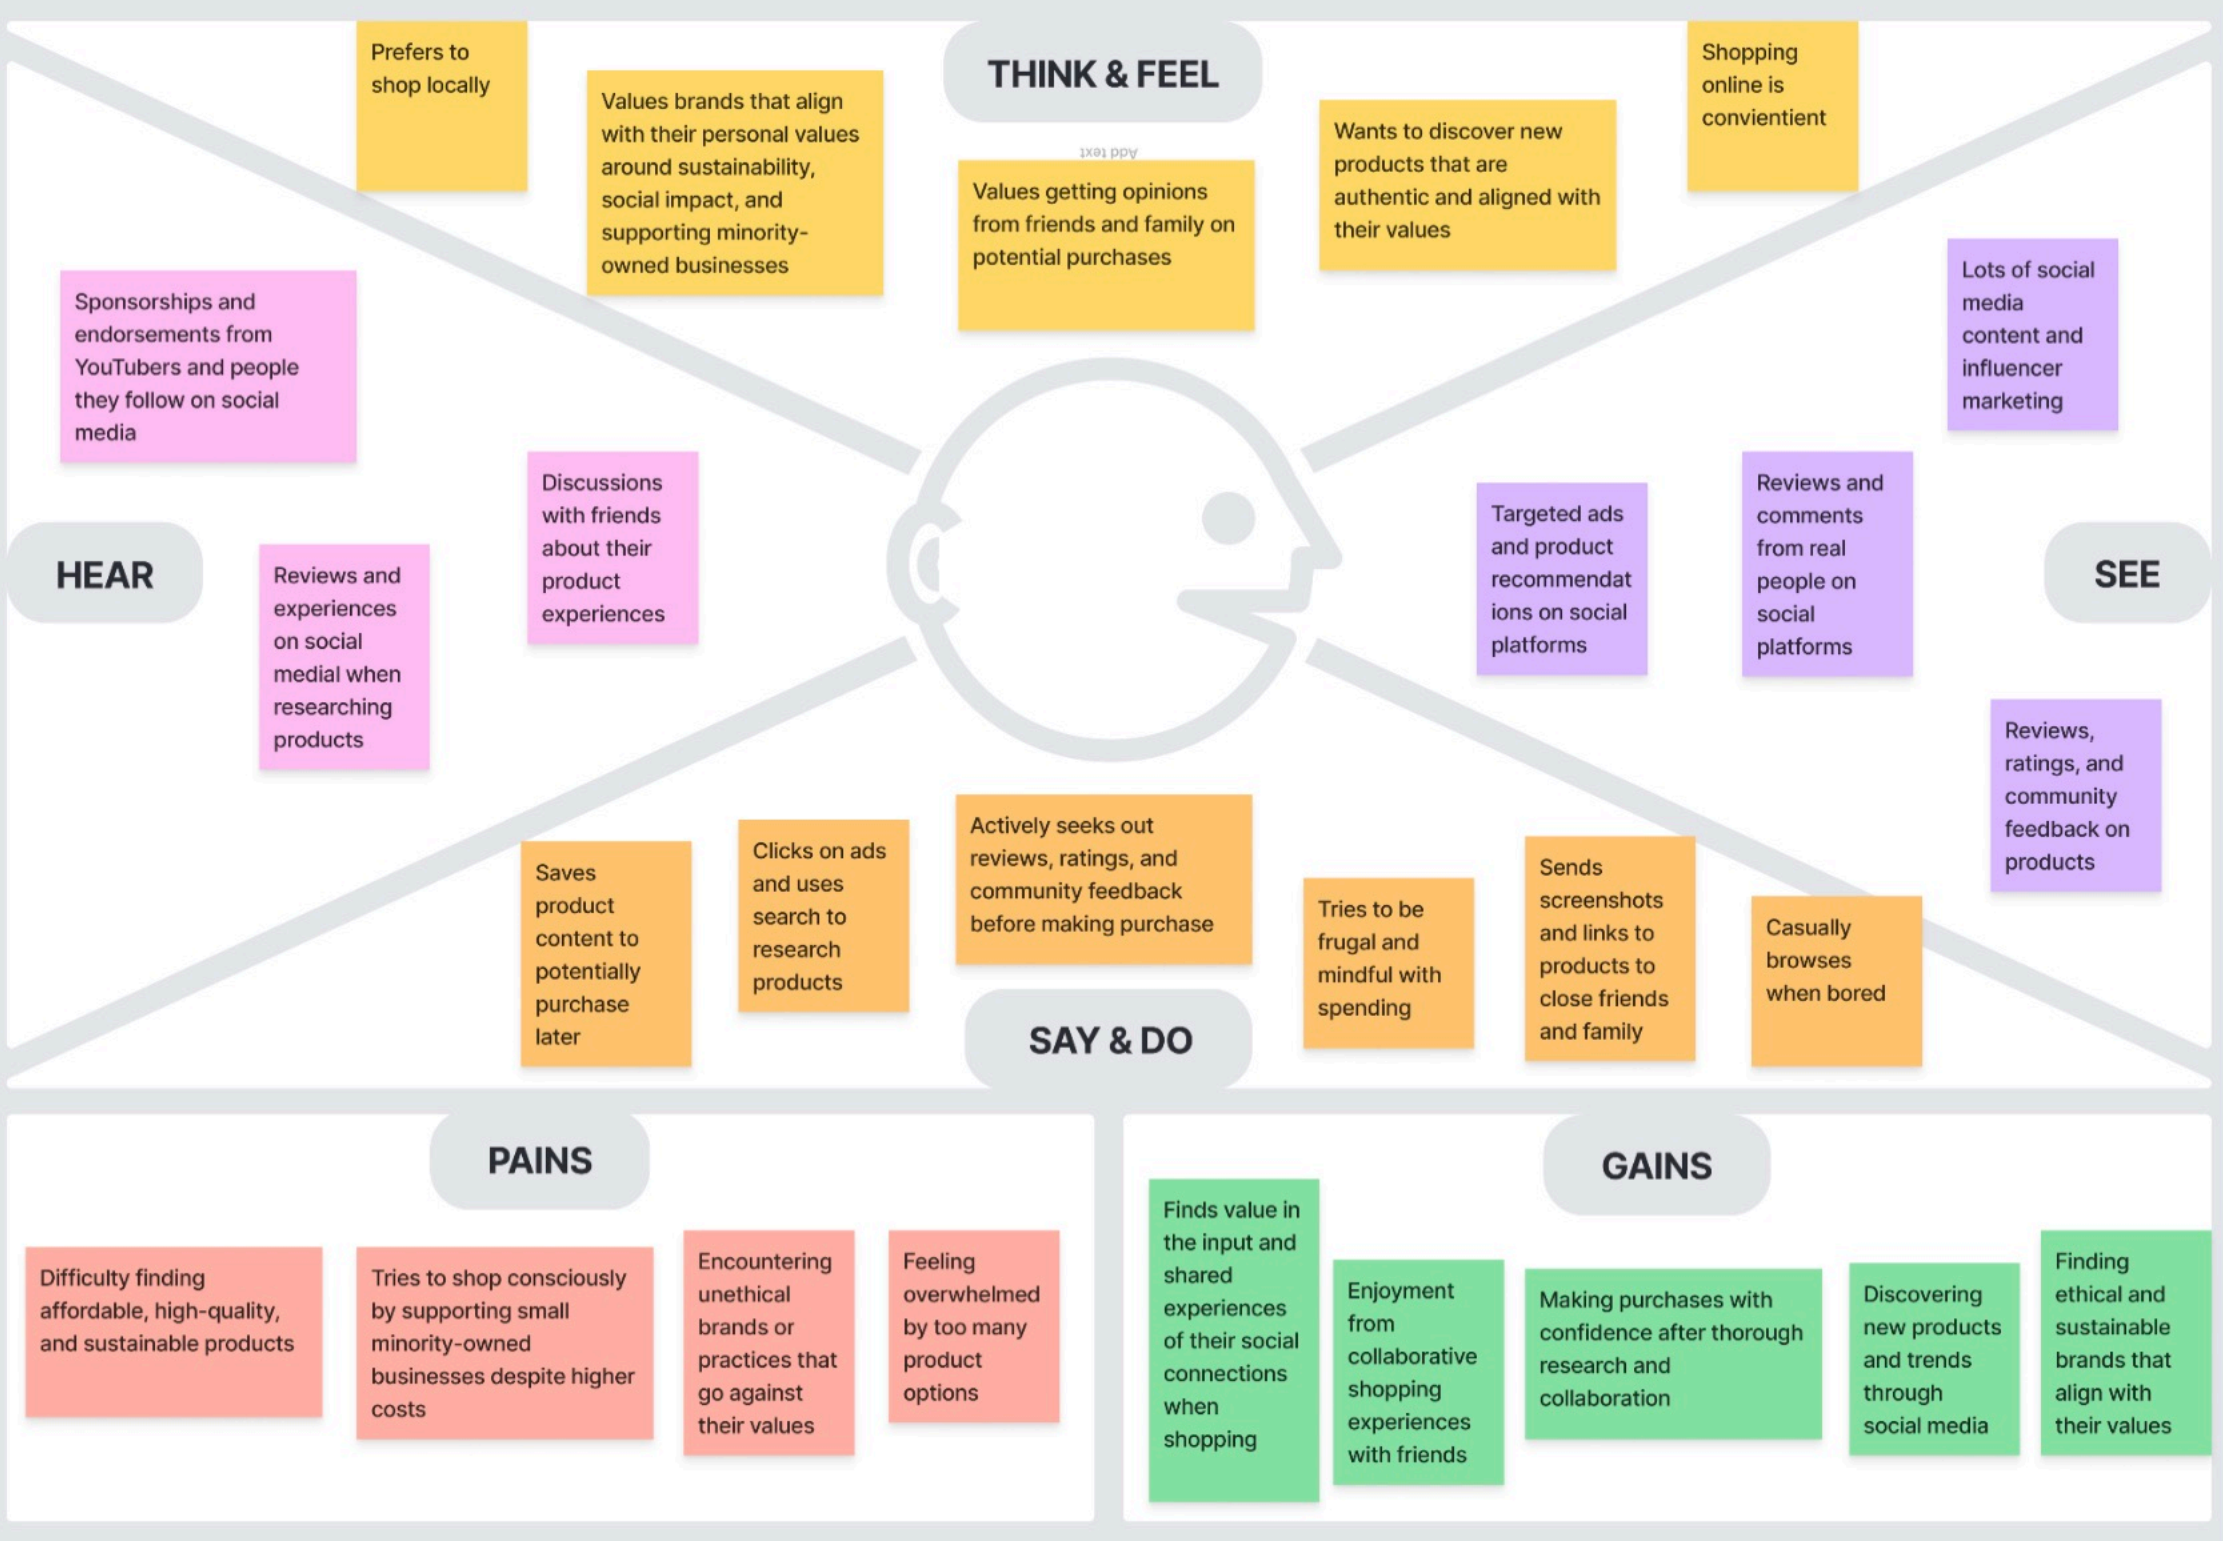 THINK & FEEL
Prefers to
shop locally
Values brands that align
with their personal values
around sustainability,
social impact, and
supporting minority-
owned businesses
Add text
Values getting opinions
from friends and family on
potential purchases
Wants to discover new
products that are
authentic and aligned with
their values
Shopping
online is
convientient
HEAR
Sponsorships and
endorsements from
YouTubers and people
they follow on social
media
Reviews and
experiences
on social
medial when
researching
products
Discussions
with friends
about their
product
experiences
SEE
Targeted ads
and product
recommendat
ions on social
platforms
Reviews and
comments
from real
people on
social
platforms
Lots of social
media
content and
influencer
marketing
Reviews,
ratings, and
community
feedback on
products
SAY & DO
Saves
product
content to
potentially
purchase
later
Clicks on ads
and uses
search to
research
products
Actively seeks out
reviews, ratings, and
community feedback
before making purchase
Tries to be
frugal and
mindful with
spending
Sends
screenshots
and links to
products to
close friends
and family
Casually
browses
when bored
PAINS
Difficulty finding
affordable, high-quality,
and sustainable products
Tries to shop consciously
by supporting small
minority-owned
businesses despite higher
costs
Encountering
unethical
brands or
practices that
go against
their values
Feeling
overwhelmed
by too many
product
options
GAINS
Finds value in
the input and
shared
experiences
of their social
connections
when
shopping
Enjoyment
from
collaborative
shopping
experiences
with friends
Making purchases with
confidence after thorough
research and
collaboration
Discovering
new products
and trends
through
social media
Finding
ethical and
sustainable
brands that
align with
their values